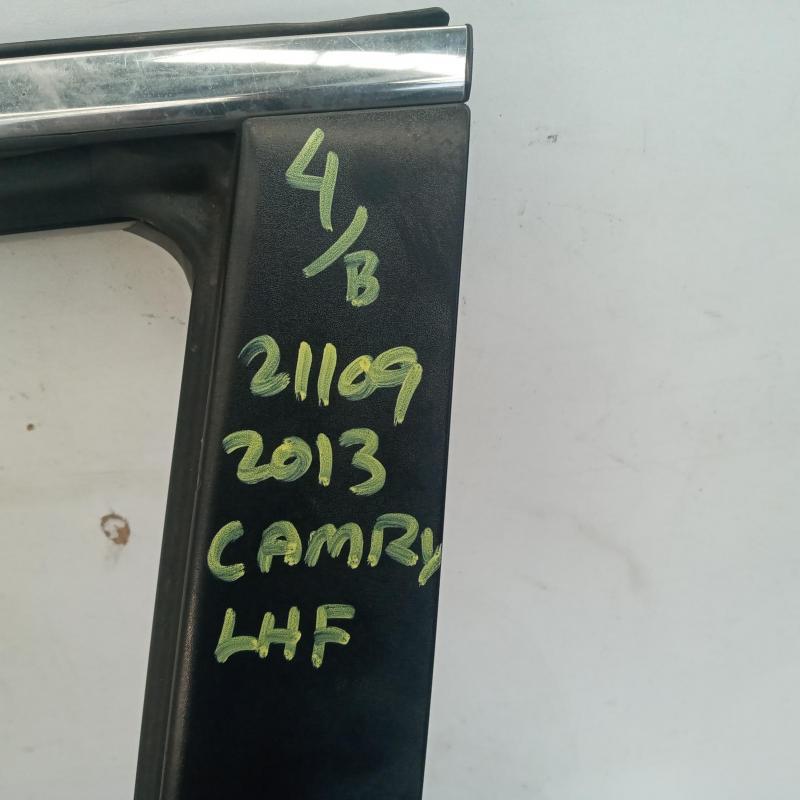 4/B
21109
2013
CAMRY
LHF